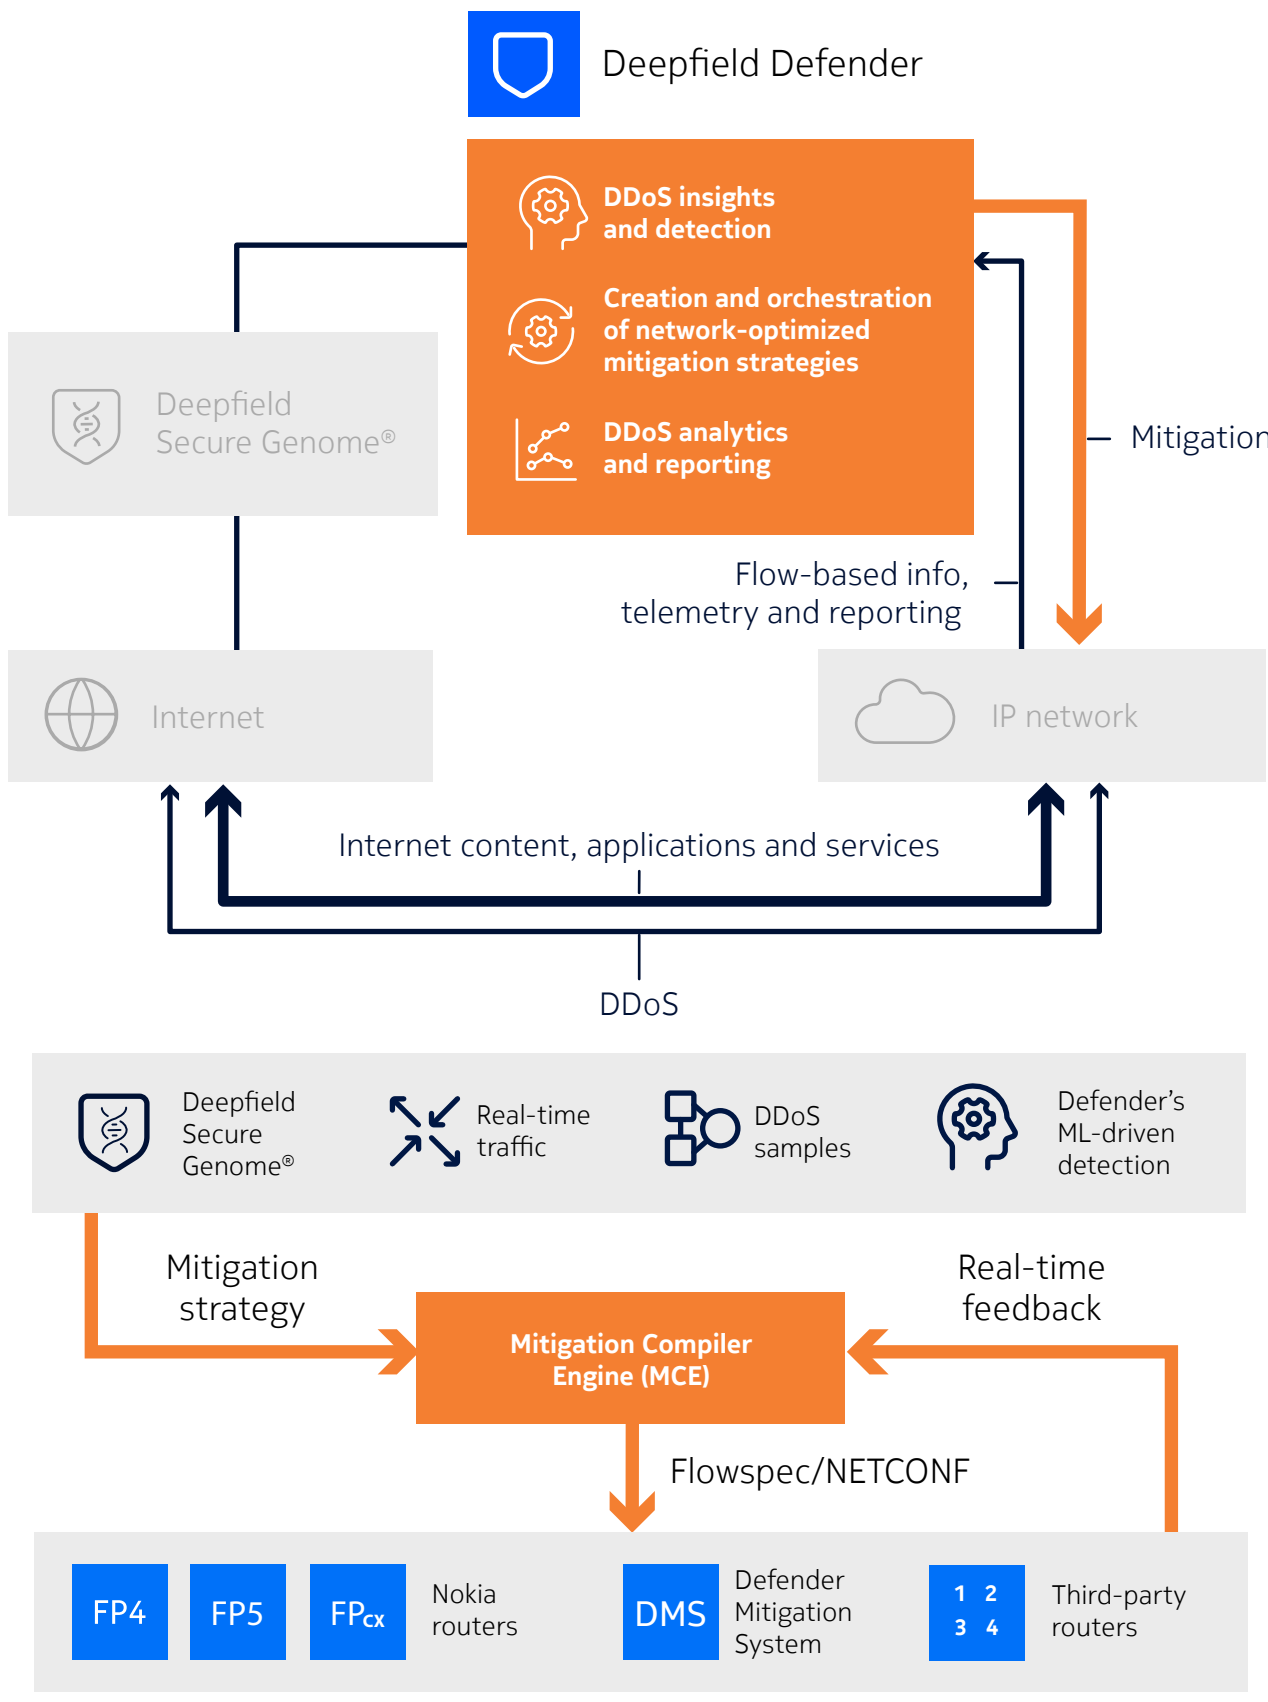 Deepfield Defender
DDoS insights
and detection
Creation and orchestration
of network-optimized
mitigation strategies
DDoS analytics
and reporting
Deepfield
Secure Genome®
Mitigation
Flow-based info,
telemetry and reporting
Internet
IP network
Internet content, applications and services
DDoS
Deepfield
Secure
Genome®
Real-time
traffic
DDoS
samples
Defender’s
ML-driven
detection
Mitigation
strategy
Real-time
feedback
Mitigation Compiler
Engine (MCE)
Flowspec/NETCONF
FP4
FP5
FPcx
Nokia
routers
DMS
Defender
Mitigation
System
1 2
3 4
Third-party
routers